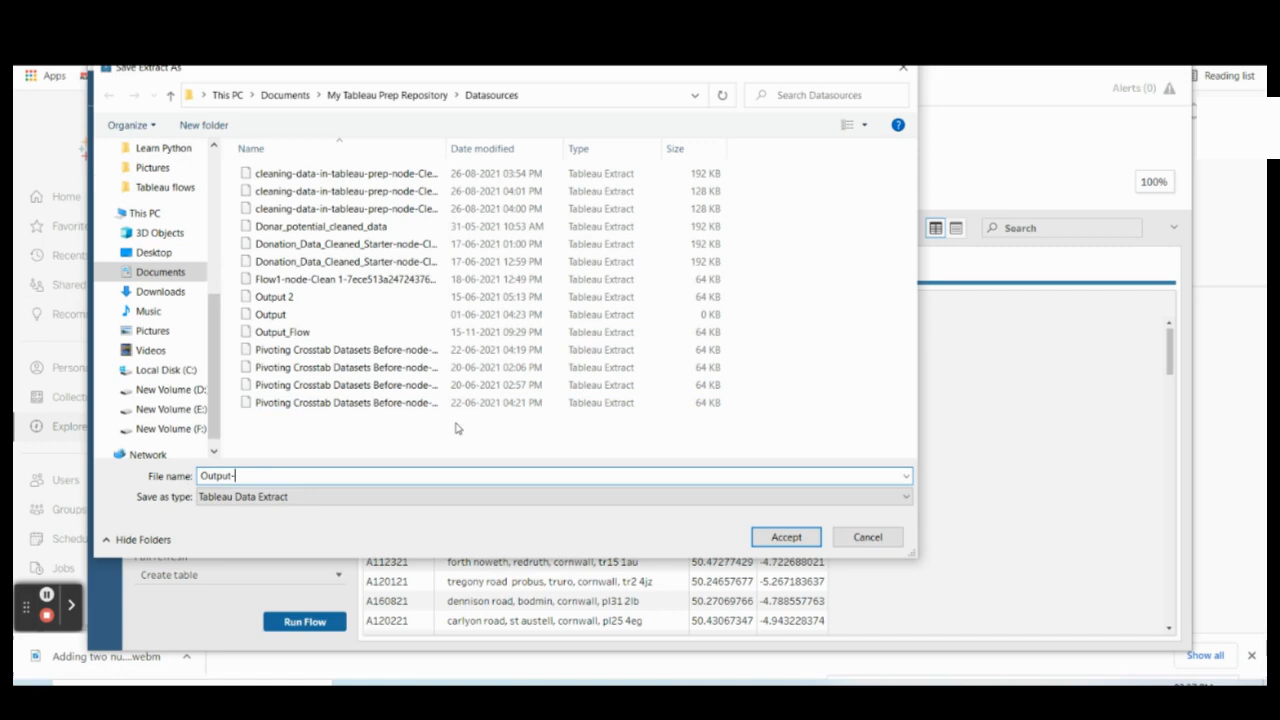 Apps
Reading list
Save Extract As
Alerts (0)
This PC > Documents > My Tableau Prep Repository > Datasources
Search Datasources
Organize
New folder
Name Date modified Type Size
Learn Python
Pictures
Tableau flows
This PC
3D Objects
Desktop
Documents
Downloads
Music
Pictures
Videos
Local Disk (C:)
New Volume (D:
New Volume (E:)
New Volume (F:)
Network
cleaning-data-in-tableau-prep-node-Cle... 26-08-2021 03:54 PM Tableau Extract 192 KB
cleaning-data-in-tableau-prep-node-Cle... 26-08-2021 04:01 PM Tableau Extract 128 KB
cleaning-data-in-tableau-prep-node-Cle... 26-08-2021 04:00 PM Tableau Extract 128 KB
Donar_potential_cleaned_data 31-05-2021 10:53 AM Tableau Extract 192 KB
Donation_Data_Cleaned_Starter-node-Cl... 17-06-2021 01:00 PM Tableau Extract 192 KB
Donation_Data_Cleaned_Starter-node-Cl... 17-06-2021 12:59 PM Tableau Extract 192 KB
Flow1-node-Clean 1-7ece513a24724376... 18-06-2021 12:49 PM Tableau Extract 64 KB
Output 2 15-06-2021 05:13 PM Tableau Extract 64 KB
Output 01-06-2021 04:23 PM Tableau Extract 0 KB
Output_Flow 15-11-2021 09:29 PM Tableau Extract 64 KB
Pivoting Crosstab Datasets Before-node-... 22-06-2021 04:19 PM Tableau Extract 64 KB
Pivoting Crosstab Datasets Before-node-... 20-06-2021 02:06 PM Tableau Extract 64 KB
Pivoting Crosstab Datasets Before-node-... 20-06-2021 02:57 PM Tableau Extract 64 KB
Pivoting Crosstab Datasets Before-node-... 22-06-2021 04:21 PM Tableau Extract 64 KB
File name: Output-
Save as type: Tableau Data Extract
Hide Folders
Accept
Cancel
100%
Search
Home
Favorit
Recent
Shared
Recom
Person
Collecti
Explore
Users
Groups
Schedu
Jobs
Create table
Run Flow
A112321 forth noweth, redruth, cornwall, tr15 1au 50.47277429 -4.722688021
A120121 tregony road probus, truro, cornwall, tr2 4jz 50.24657677 -5.267183637
A160821 dennison road, bodmin, cornwall, pl31 2lb 50.27069766 -4.788557763
A120221 carlyon road, st austell, cornwall, pl25 4eg 50.43067347 -4.943228374
Adding two nu....webm
Show all